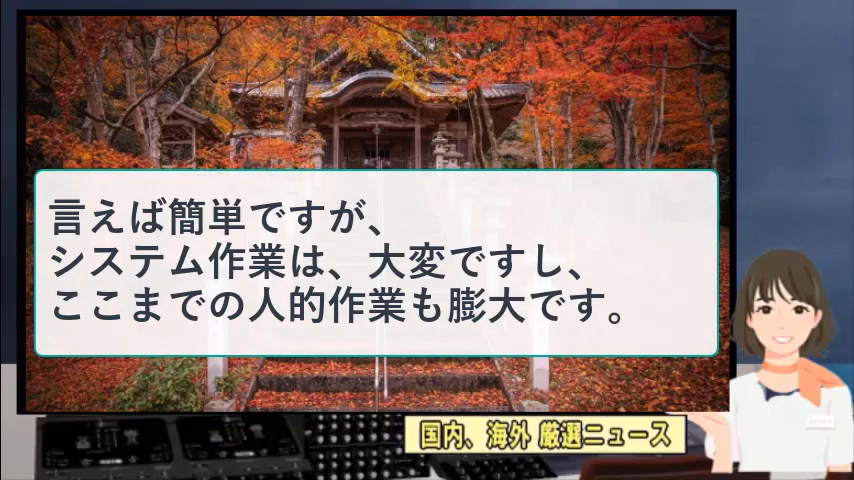 言えば簡単ですが、
システム作業は、大変ですし、
ここまでの人的作業も膨大です。
国内、海外 厳選ニュース